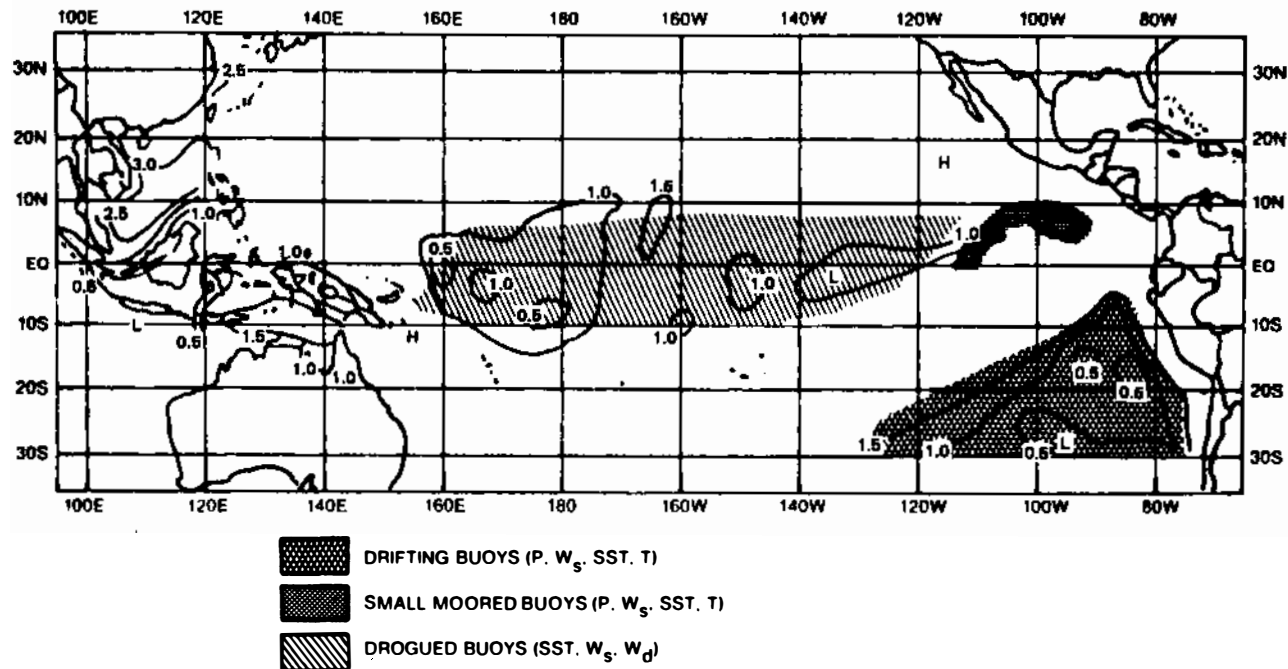 100E 120E 140E 160E 180 160W 140W 120W 100W 80W
30N 2.5 30N
20N 3.0 H 20N
10N 2.5 1.0 1.0 1.5 10N
EQ 1.0 0.5 1.0 1.0 L 1.0 EQ
0.5 0.5
10S L 0.5 1.5 H 1.0 10S
20S 1.0 1.0 0.5 0.5 20S
30S 1.5 1.0 0.5 L 30S
100E 120E 140E 160E 180 160W 140W 120W 100W 80W
DRIFTING BUOYS (P. Ws. SST. T)
SMALL MOORED BUOYS (P. Ws. SST. T)
DROGUED BUOYS (SST. Ws. Wd)